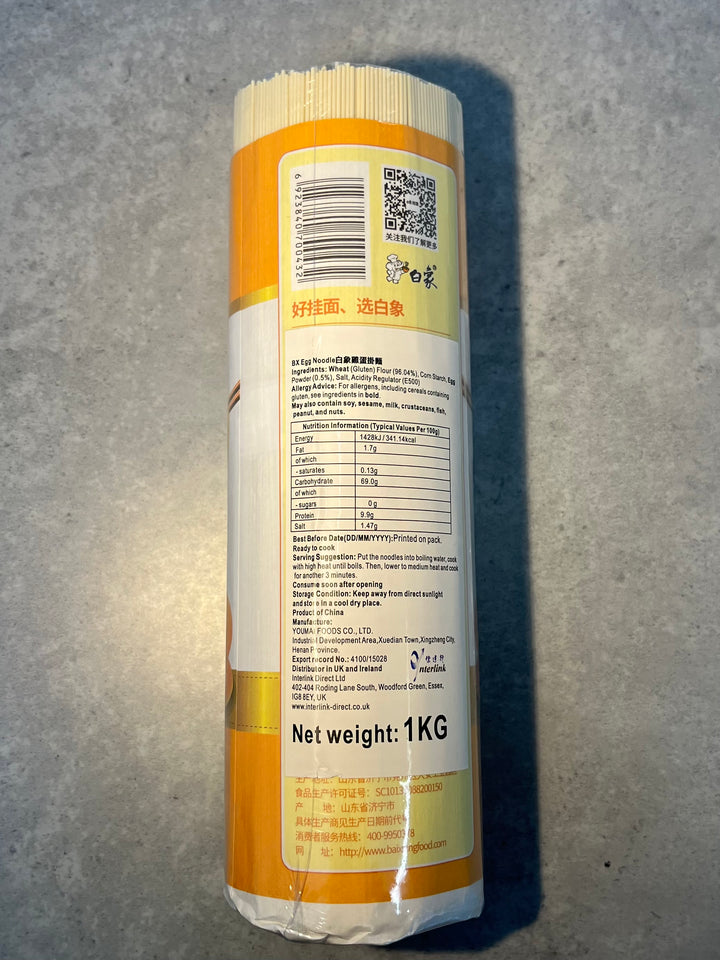 6923840700432
关注我们了解更多
白象
好挂面、选白象
BX Egg Noodle白象雞蛋掛麵
Ingredients: Wheat (Gluten) Flour (96.04%), Corn Starch, Egg
Powder (0.5%), Salt, Acidity Regulator (E500)
Allergy Advice: For allergens, including cereals containing
gluten, see ingredients in bold.
May also contain soy, sesame, milk, crustaceans, fish,
peanut, and nuts.
Nutrition Information (Typical Values Per 100g)
Energy 1428kJ / 341.14kcal
Fat 1.7g
of which
- saturates 0.13g
Carbohydrate 69.0g
of which
- sugars 0g
Protein 9.9g
Salt 1.47g
Best Before Date(DD/MM/YYYY):Printed on pack.
Ready to cook
Serving Suggestion: Put the noodles into boiling water, cook
with high heat until boils. Then, lower to medium heat and cook
for another 3 minutes.
Consume soon after opening
Storage Condition: Keep away from direct sunlight
and store in a cool dry place.
Product of China
Manufacture:
YOUMAI FOODS CO., LTD.
Industrial Development Area,Xuedian Town,Xingzheng City,
Henan Province.
Export record No.: 4100/15028
Distributor in UK and Ireland
Interlink Direct Ltd
402-404 Roding Lane South, Woodford Green, Essex,
IG8 8EY, UK
www.interlink-direct.co.uk
interlink
Net weight: 1KG
生产地址：山东省济宁市
食品生产许可证号：
产 地：山东省济宁市
具体生产商见生产日期前代号
消费者服务热线：
网 址：